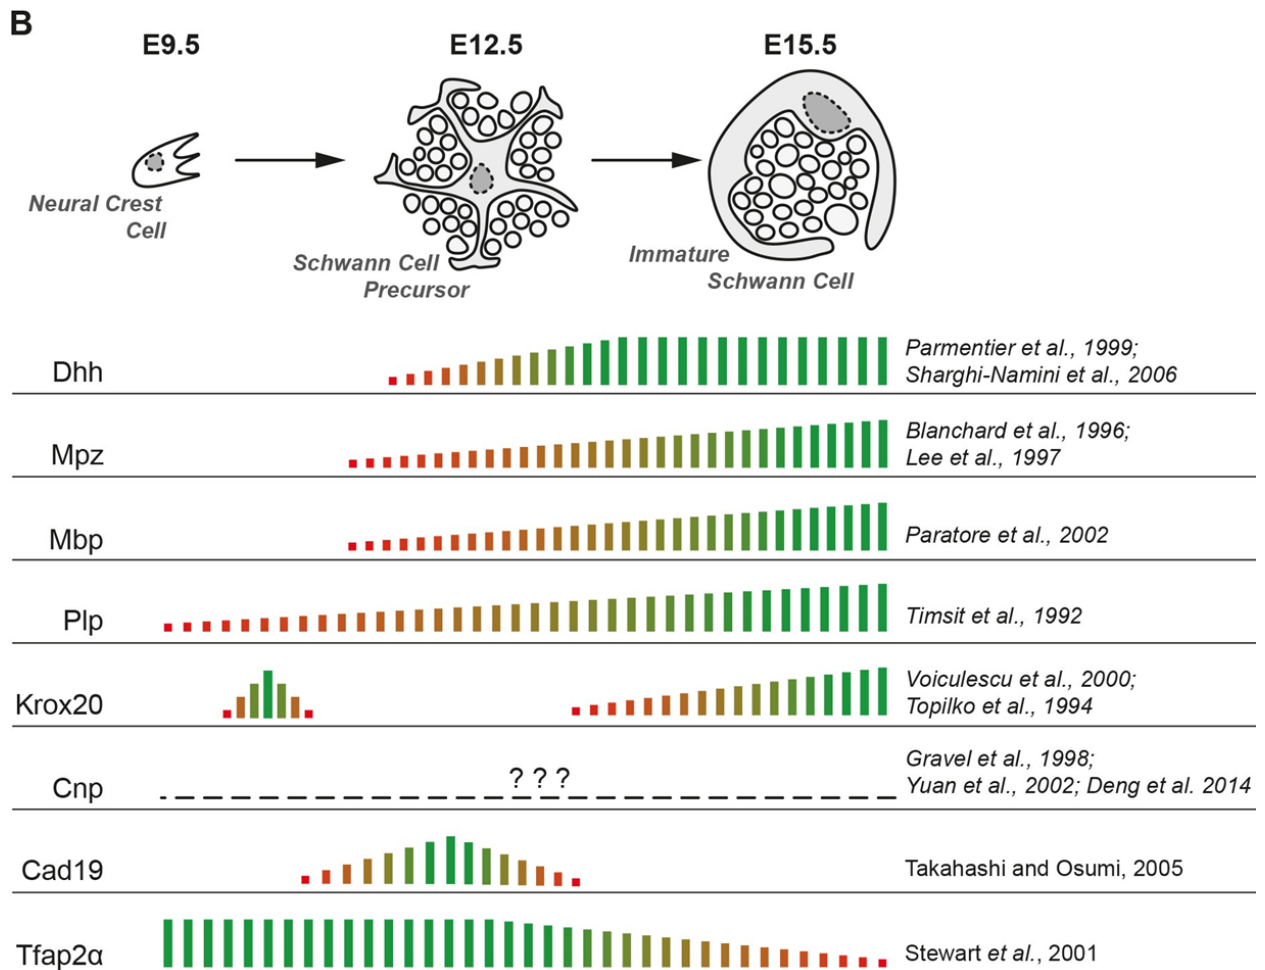 B
E9.5 E12.5 E15.5
Neural Crest
Cell
Schwann Cell
Precursor
Immature
Schwann Cell
Dhh
Parmentier et al., 1999;
Sharghi-Namini et al., 2006
Mpz
Blanchard et al., 1996;
Lee et al., 1997
Mbp
Paratore et al., 2002
Plp
Timsit et al., 1992
Krox20
Voiculescu et al., 2000;
Topilko et al., 1994
Cnp
???
Gravel et al., 1998;
Yuan et al., 2002; Deng et al. 2014
Cad19
Takahashi and Osumi, 2005
Tfap2α
Stewart et al., 2001